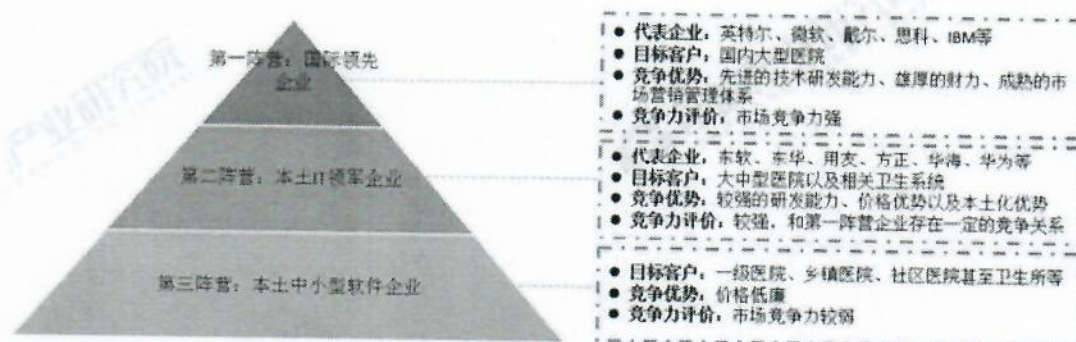 第一阵营：国际领先
企业
● 代表企业：英特尔、微软、戴尔、思科、IBM等
● 目标客户：国内大型医院
● 竞争优势：先进的技术研发能力、雄厚的财力、成熟的市
场营销管理体系
● 竞争力评价：市场竞争力强
第二阵营：本土IT领军企业
● 代表企业：东软、东华、用友、方正、华海、华为等
● 目标客户：大中型医院以及相关卫生系统
● 竞争优势：较强的研发能力、价格优势以及本土化优势
● 竞争力评价：较强，和第一阵营企业存在一定的竞争关系
第三阵营：本土中小型软件企业
● 目标客户：一级医院、乡镇医院、社区医院甚至卫生所等
● 竞争优势：价格低廉
● 竞争力评价：市场竞争力较弱
产业研究院